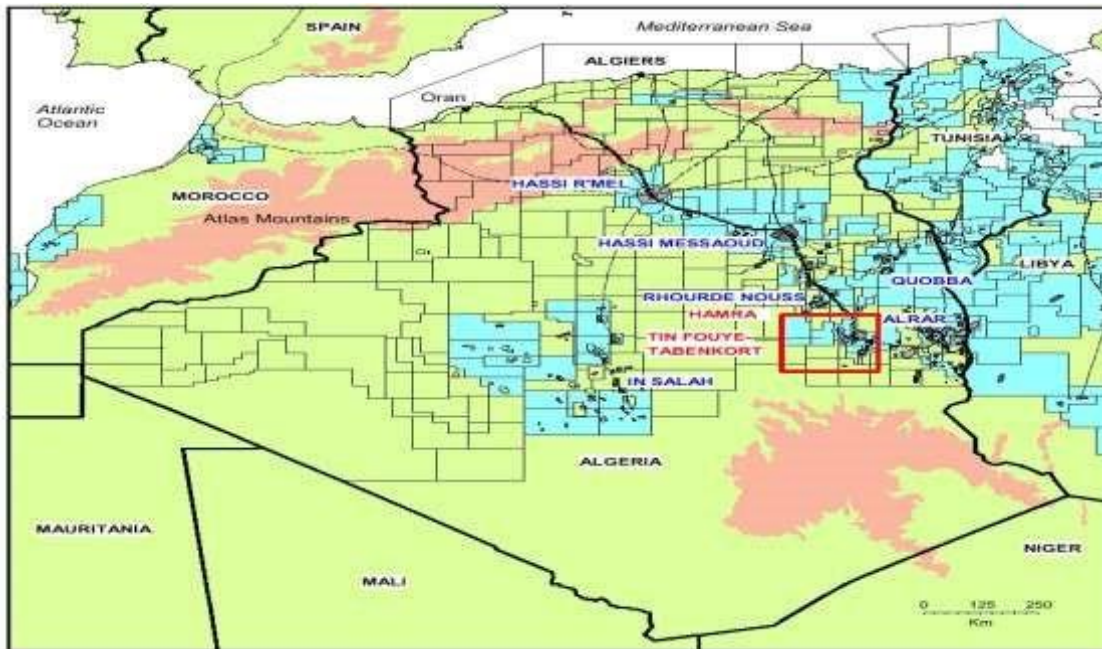 SPAIN
Mediterranean Sea
ALGIERS
Oran
Atlantic
Ocean
TUNISIA
HASSI R'MEL
MOROCCO
Atlas Mountains
HASSI MESSAOUD
LIBYA
QUOBBA
RHOURDE NOUSS
HAMRA
ALRAR
TIN FOUYE-
TABENKORT
IN SALAH
ALGERIA
MAURITANIA
NIGER
MALI
0 125 250
Km